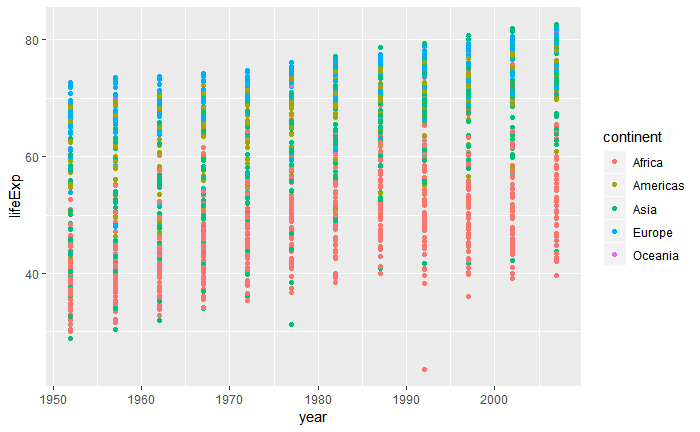 80
60
40
lifeExp
1950 1960 1970 1980 1990 2000
year
continent
Africa
Americas
Asia
Europe
Oceania